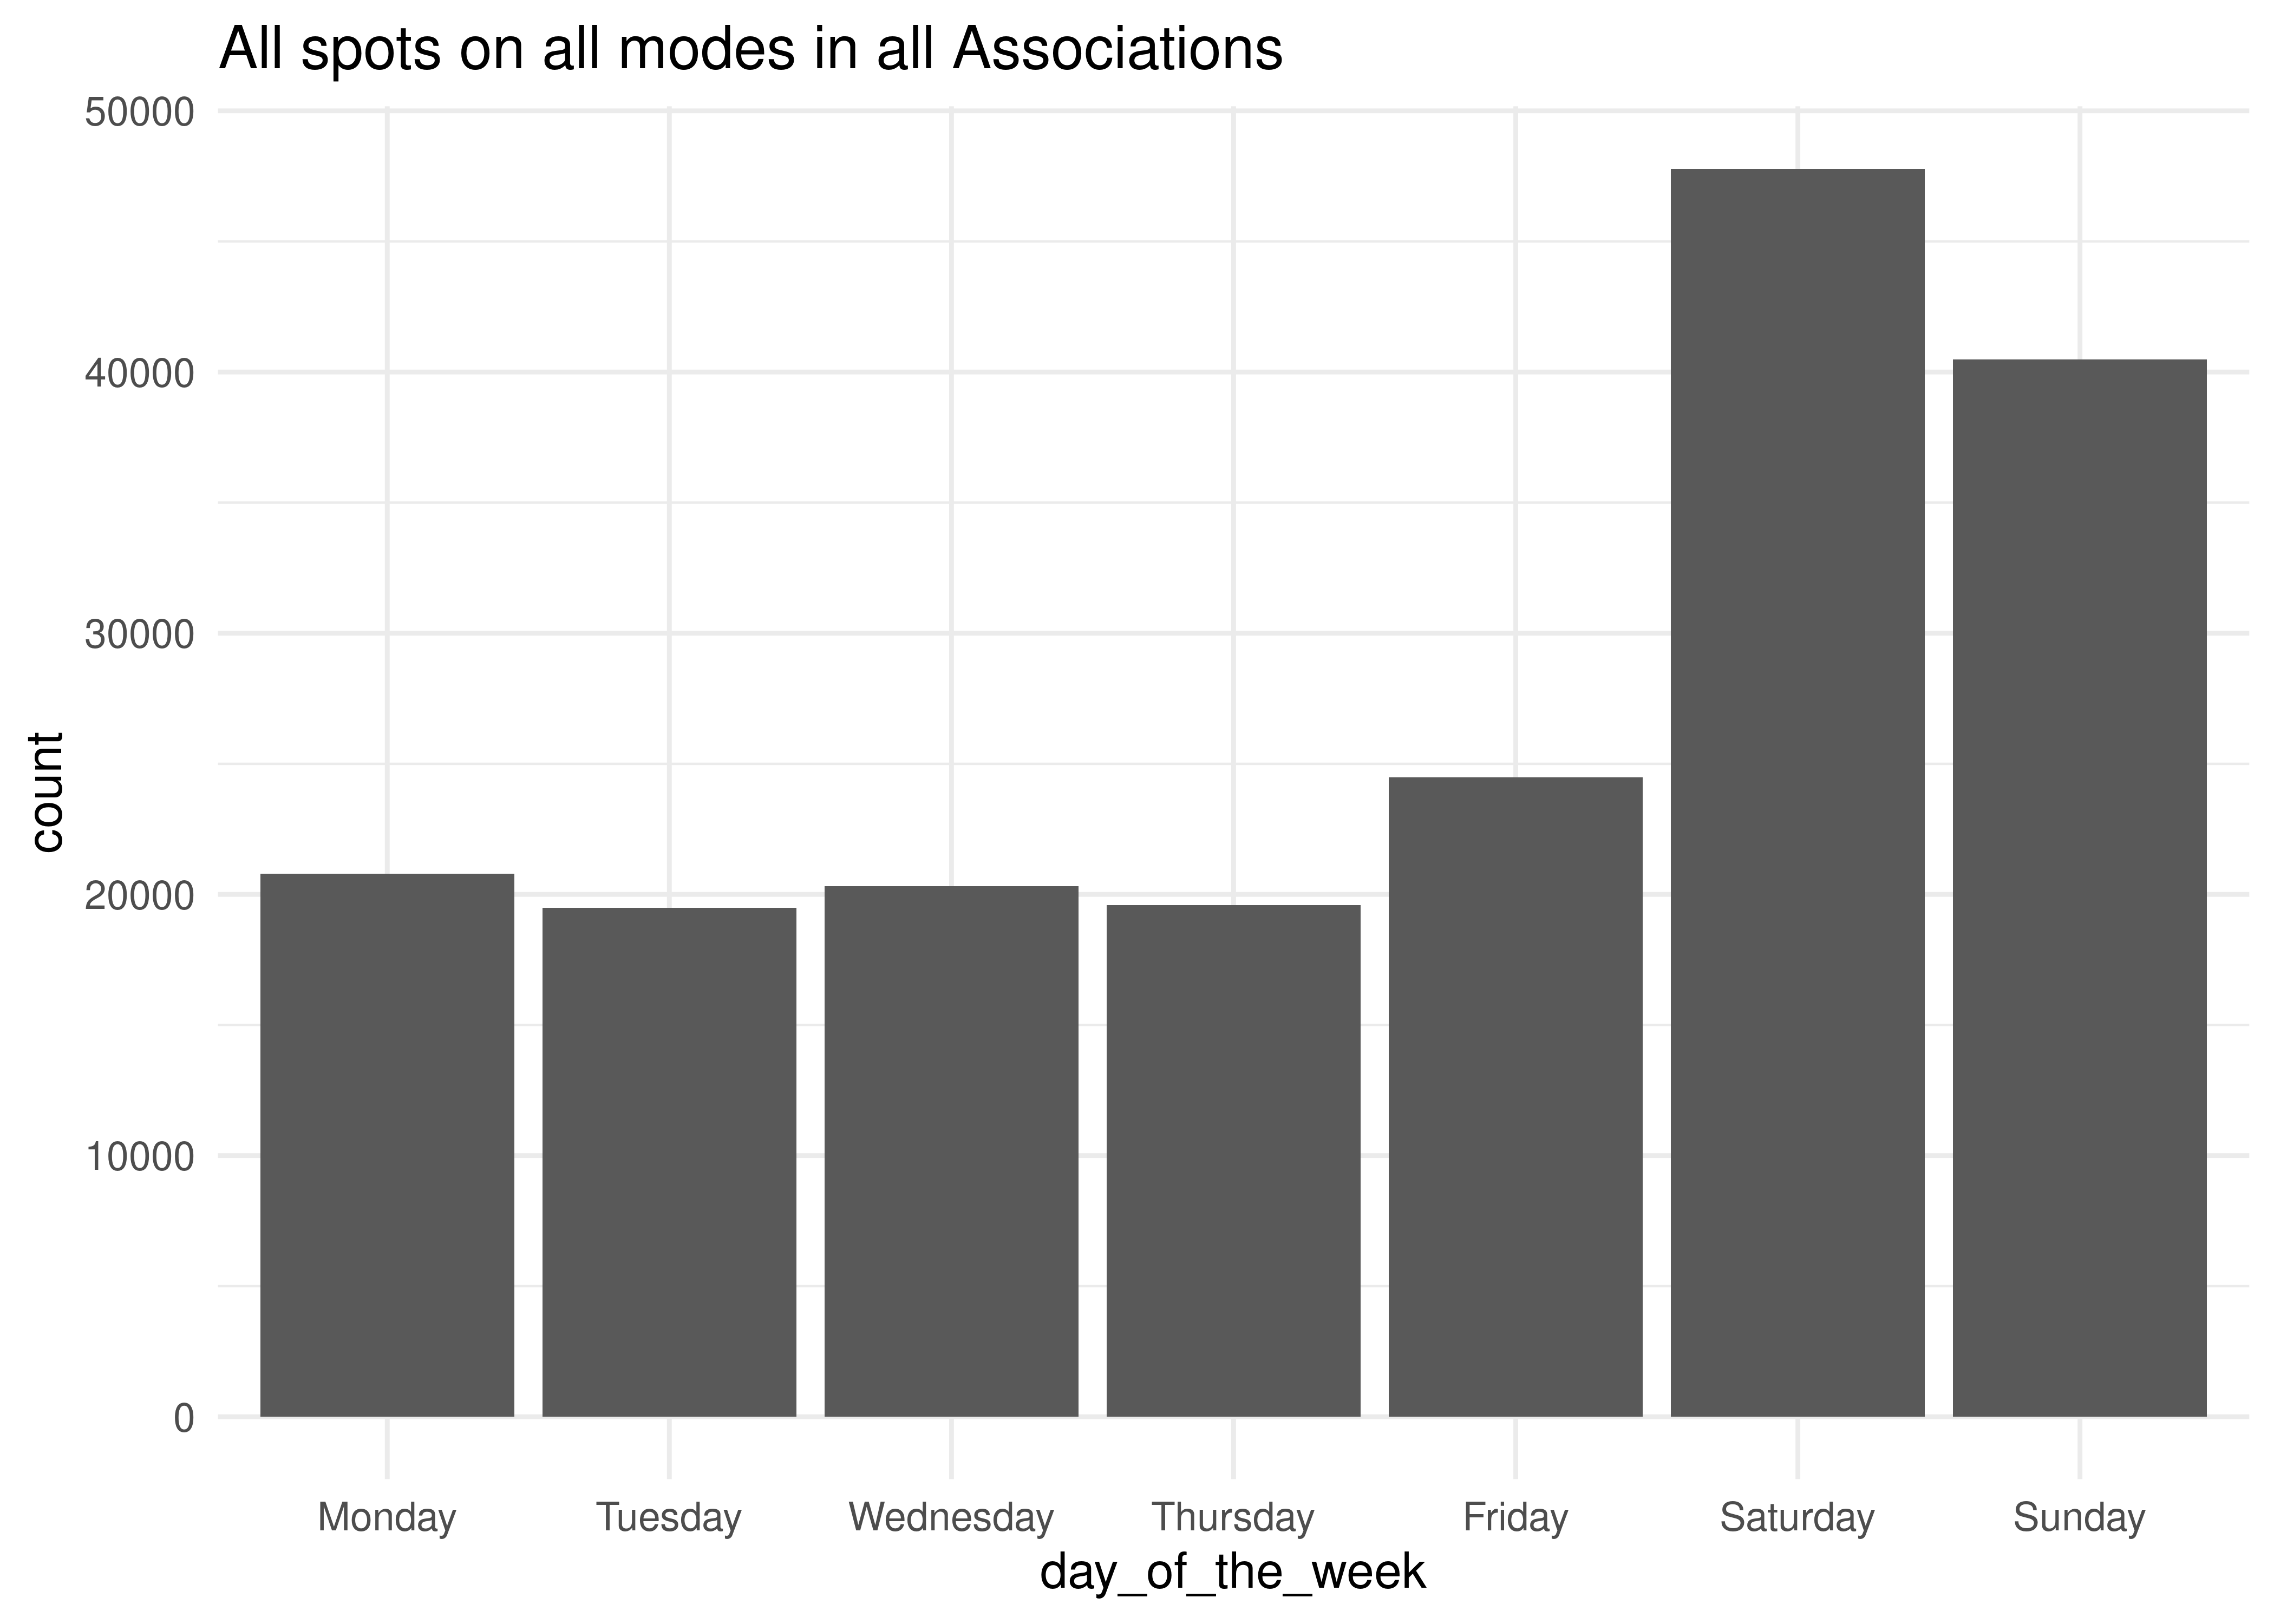 All spots on all modes in all Associations
50000
40000
30000
20000
10000
0
count
Monday Tuesday Wednesday Thursday Friday Saturday Sunday
day_of_the_week